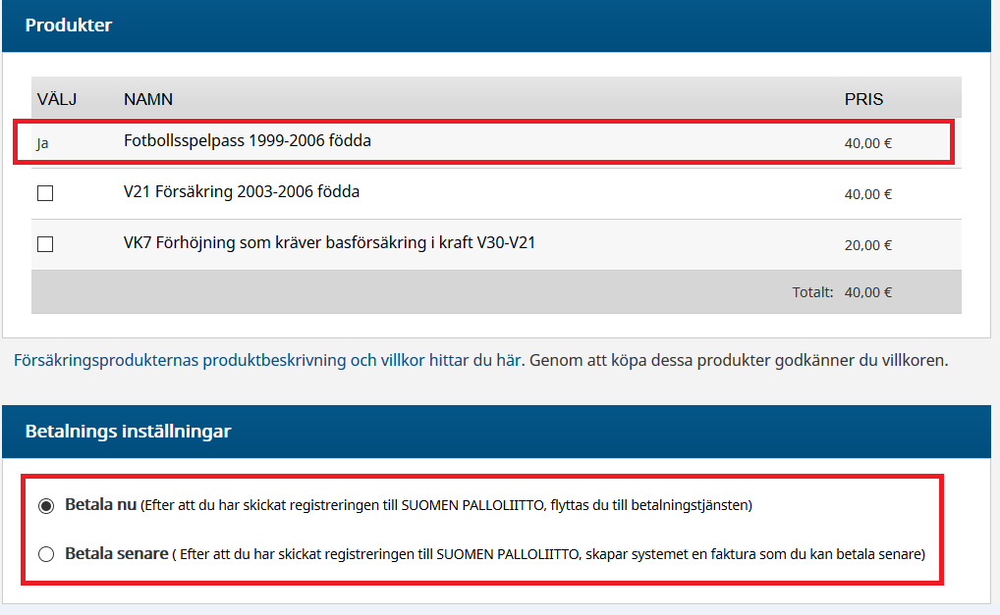 Produkter
VÄLJ NAMN PRIS
Ja Fotbollsspelpass 1999-2006 födda 40,00 €
V21 Försäkring 2003-2006 födda 40,00 €
VK7 Förhöjning som kräver basförsäkring i kraft V30-V21 20,00 €
Totalt: 40,00 €
Försäkringsprodukternas produktbeskrivning och villkor hittar du här. Genom att köpa dessa produkter godkänner du villkoren.
Betalnings inställningar
Betala nu (Efter att du har skickat registreringen till SUOMEN PALLOLIITTO, flyttas du till betalningstjänsten)
Betala senare ( Efter att du har skickat registreringen till SUOMEN PALLOLIITTO, skapar systemet en faktura som du kan betala senare)